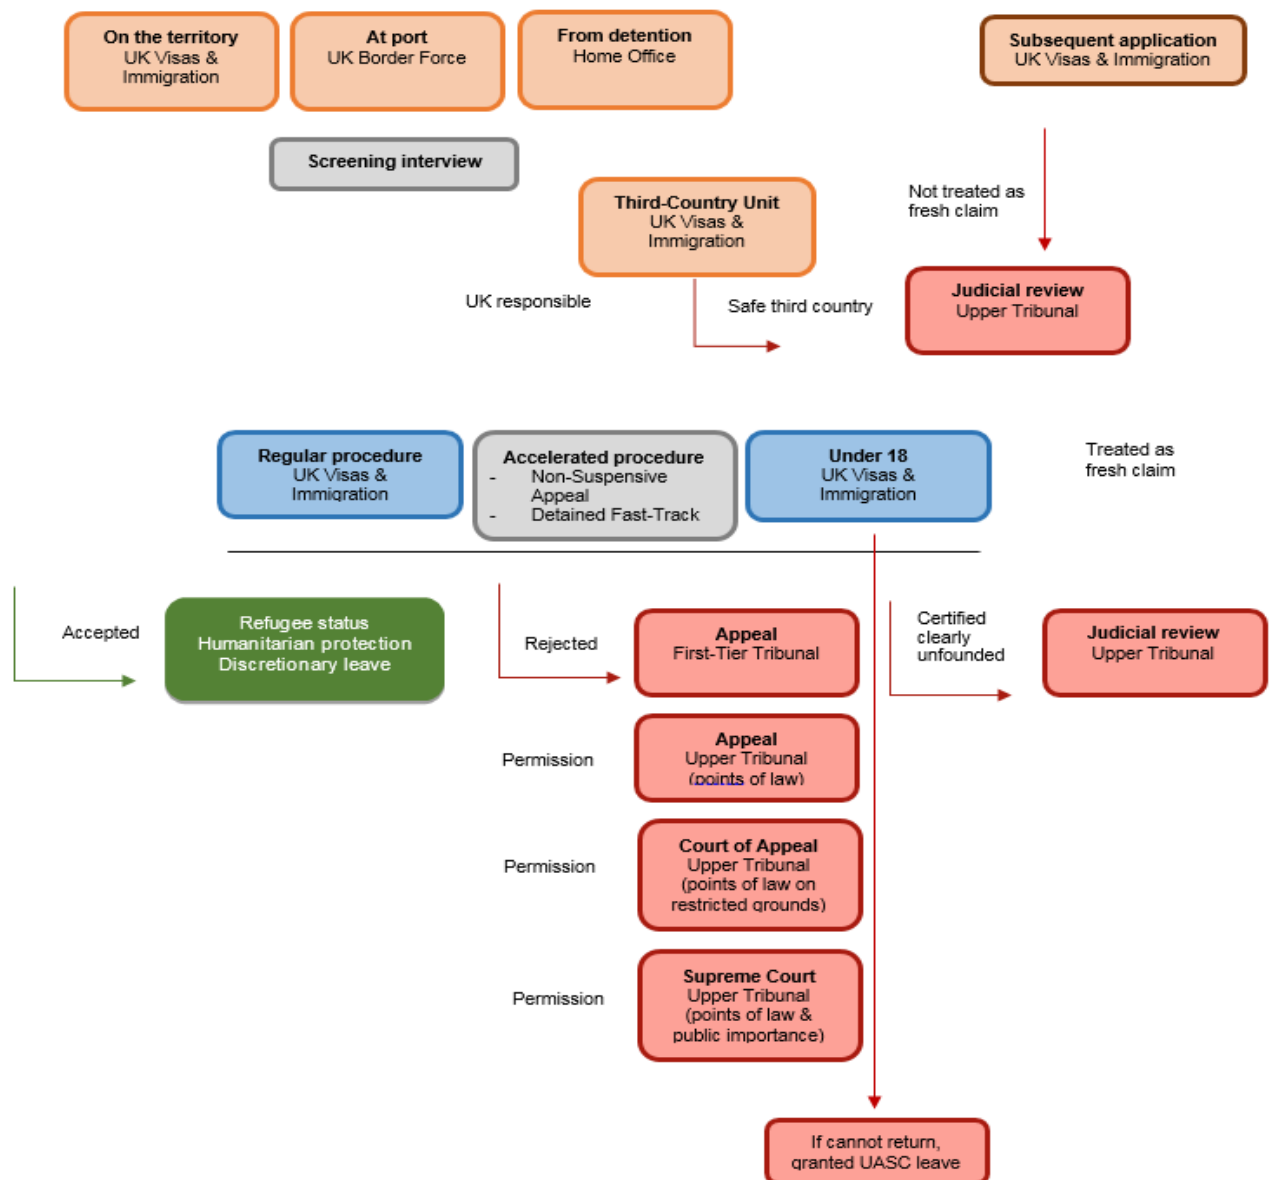 On the territory
UK Visas &
Immigration
At port
UK Border Force
From detention
Home Office
Subsequent application
UK Visas & Immigration
Screening interview
Third-Country Unit
UK Visas &
Immigration
Not treated as
fresh claim
UK responsible
Safe third country
Judicial review
Upper Tribunal
Regular procedure
UK Visas &
Immigration
Accelerated procedure
- Non-Suspensive
Appeal
- Detained Fast-Track
Under 18
UK Visas &
Immigration
Treated as
fresh claim
Accepted
Refugee status
Humanitarian protection
Discretionary leave
Rejected
Appeal
First-Tier Tribunal
Certified
clearly
unfounded
Judicial review
Upper Tribunal
Permission
Appeal
Upper Tribunal
(points of law)
Permission
Court of Appeal
Upper Tribunal
(points of law on
restricted grounds)
Permission
Supreme Court
Upper Tribunal
(points of law &
public importance)
If cannot return,
granted UASC leave